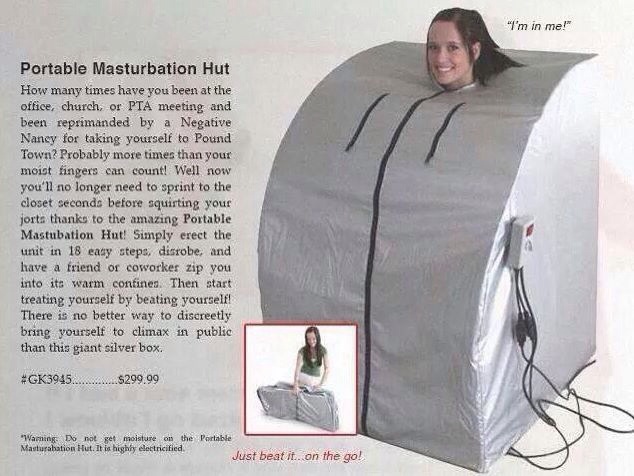 "I'm in me!"
Portable Masturbation Hut
How many times have you been at the
office, church, or PTA meeting and
been reprimanded by a Negative
Nancy for taking yourself to Pound
Town? Probably more times than your
moist fingers can count! Well now
you'll no longer need to sprint to the
closet seconds before squirting your
jorts thanks to the amazing Portable
Mastubation Hut! Simply erect the
unit in 18 easy steps, disrobe, and
have a friend or coworker zip you
into its warm confines. Then start
treating yourself by beating yourself!
There is no better way to discreetly
bring yourself to climax in public
than this giant silver box.
#GK3945.............$299.99
*Warning: Do not get moisture on the Portable
Masturabation Hut. It is highly electricified.
Just beat it...on the go!